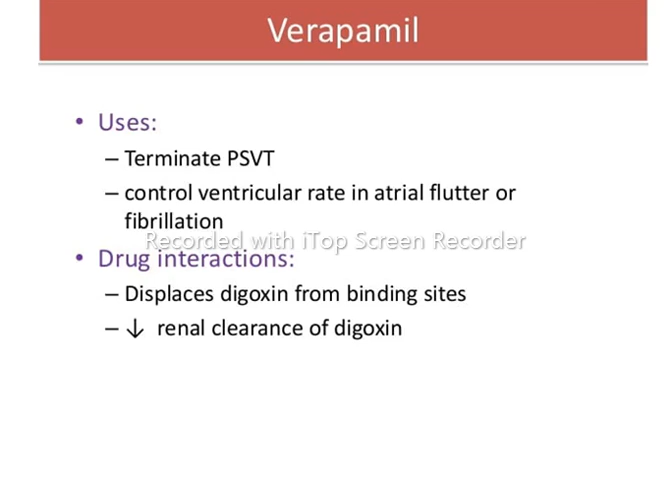 Verapamil
• Uses:
– Terminate PSVT
– control ventricular rate in atrial flutter or
fibrillation
Recorded with iTop Screen Recorder
• Drug interactions:
– Displaces digoxin from binding sites
– ↓ renal clearance of digoxin